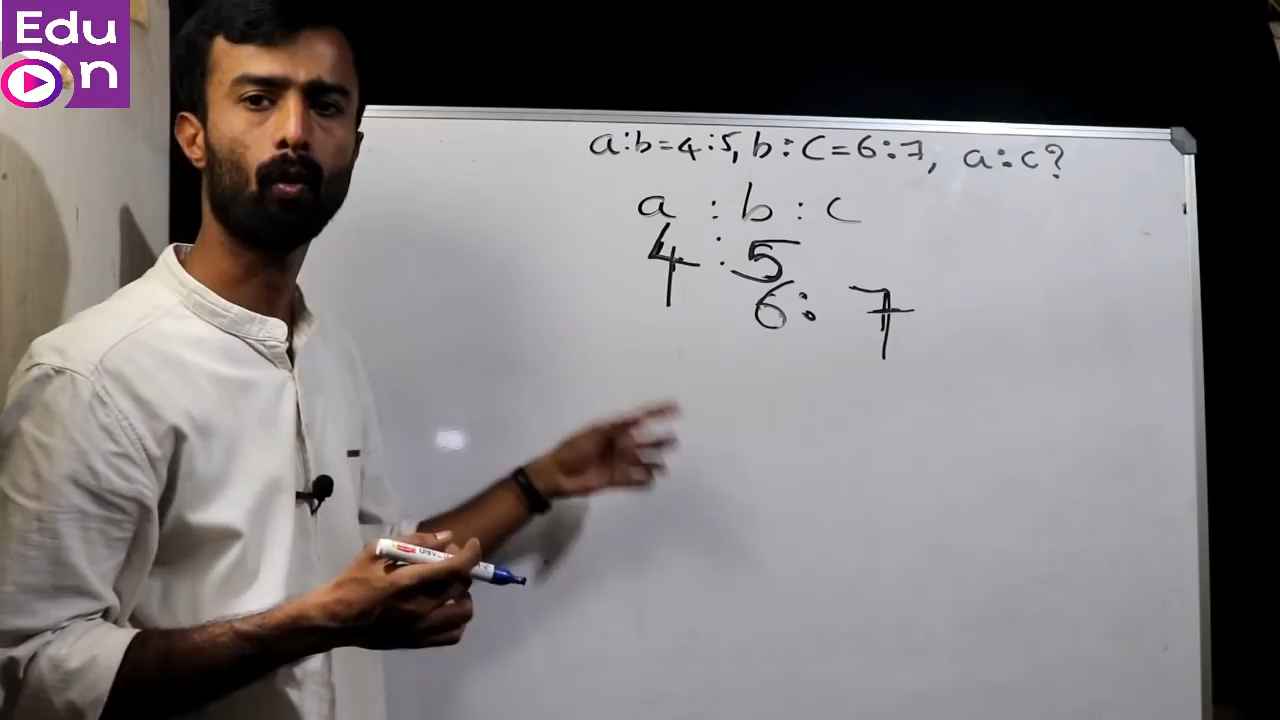 Edu
On
a:b=4:5, b:c=6:7, a:c?
a : b : c
4 : 5
6 : 7